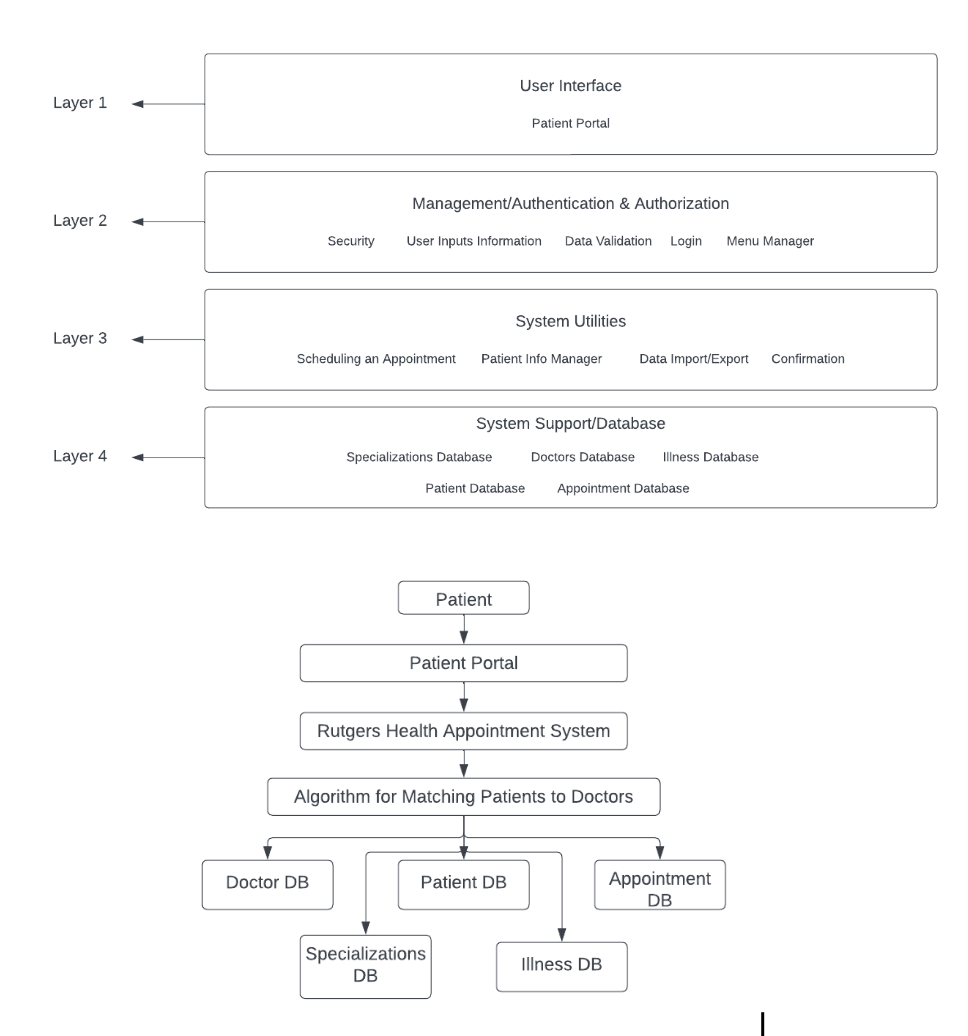 User Interface
Layer 1
Patient Portal
Management/Authentication & Authorization
Layer 2
Security User Inputs Information Data Validation Login Menu Manager
System Utilities
Layer 3
Scheduling an Appointment Patient Info Manager Data Import/Export Confirmation
System Support/Database
Layer 4
Specializations Database Doctors Database Illness Database
Patient Database Appointment Database
Patient
Patient Portal
Rutgers Health Appointment System
Algorithm for Matching Patients to Doctors
Doctor DB
Patient DB
Appointment
DB
Specializations
DB
Illness DB